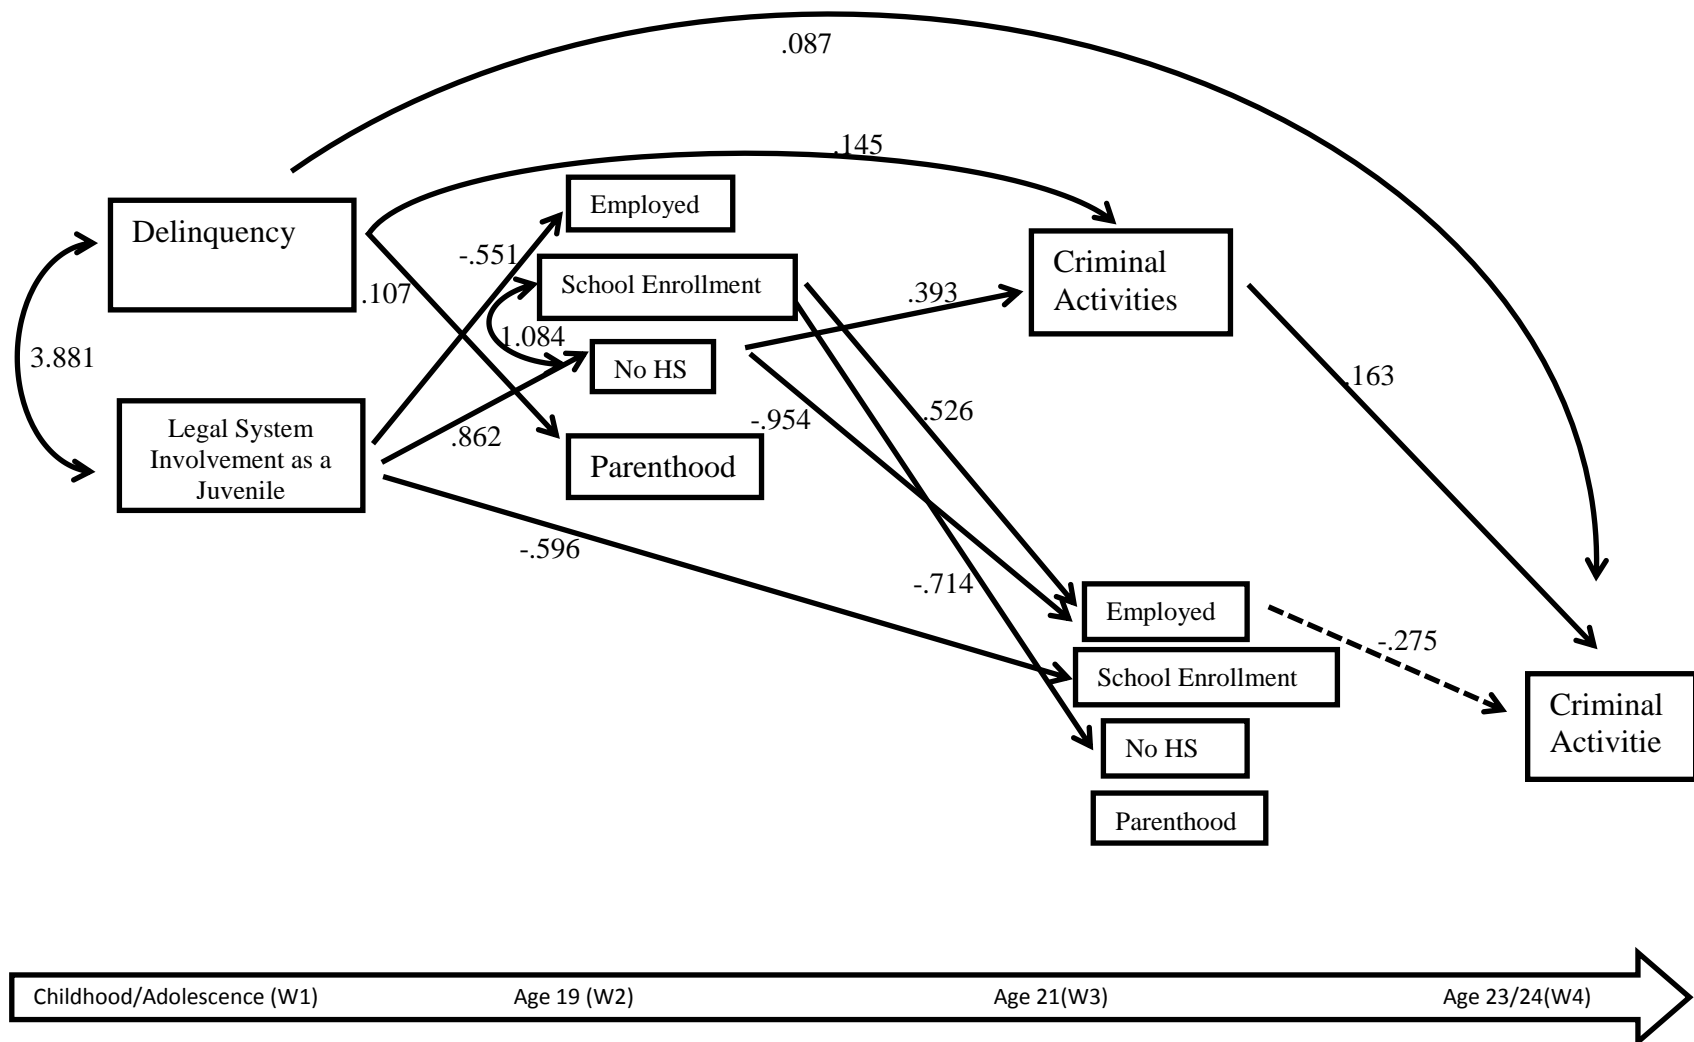 .087
.145
Employed
Delinquency
-.551
Criminal
Activities
School Enrollment
.107
.393
1.084
3.881
No HS
.163
.526
-.954
Legal System
Involvement as a
Juvenile
.862
Parenthood
-.596
-.714
Employed
-.275
School Enrollment
Criminal
Activitie
No HS
Parenthood
Childhood/Adolescence (W1) Age 19 (W2) Age 21(W3) Age 23/24(W4)